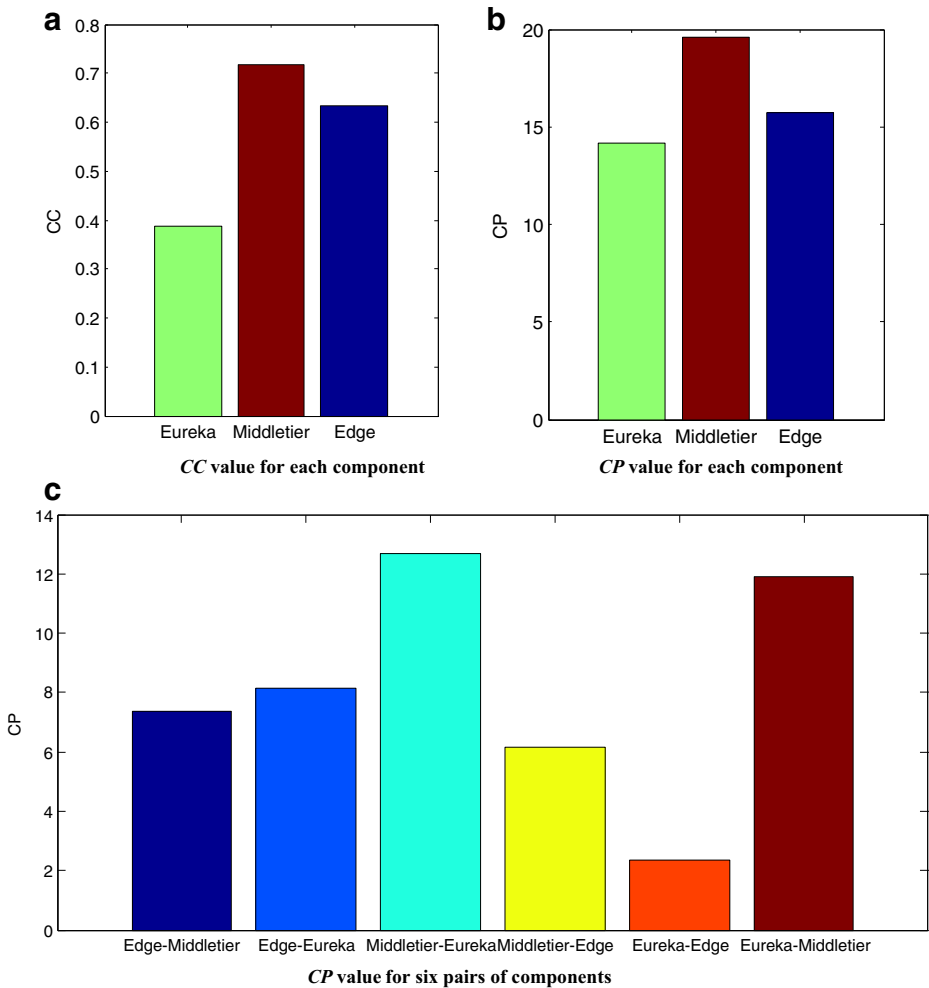 a
0.8
0.7
0.6
0.5
0.4
0.3
0.2
0.1
0
CC
Eureka Middletier Edge
CC value for each component
b
20
15
10
5
0
CP
Eureka Middletier Edge
CP value for each component
c
14
12
10
8
6
4
2
0
CP
Edge-Middletier Edge-Eureka Middletier-Eureka Middletier-Edge Eureka-Edge Eureka-Middletier
CP value for six pairs of components